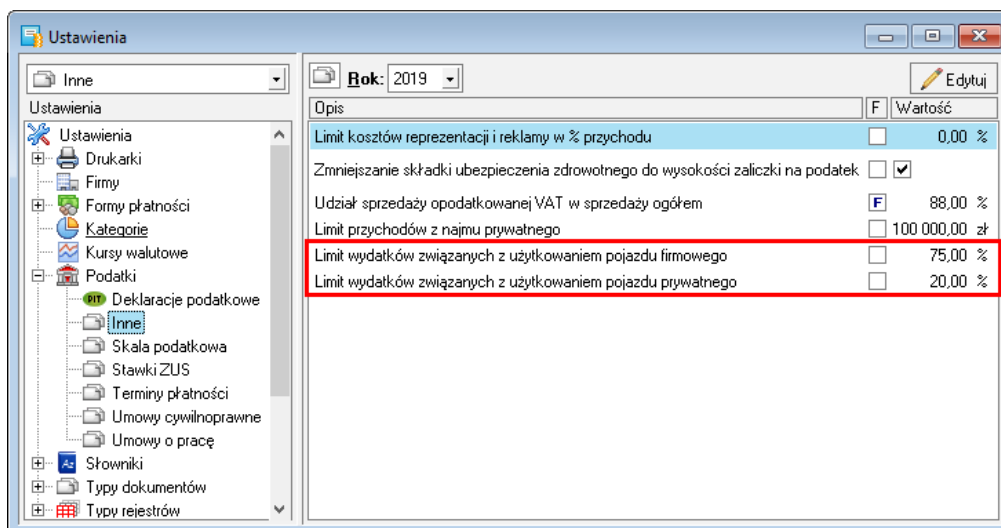 Ustawienia
Inne
Rok: 2019
Edytuj
Ustawienia
Opis
F
Wartość
Ustawienia
Drukarki
Firmy
Formy płatności
Kategorie
Kursy walutowe
Podatki
PIT Deklaracje podatkowe
Inne
Skala podatkowa
Stawki ZUS
Terminy płatności
Umowy cywilnoprawne
Umowy o pracę
Az Słowniki
Typy dokumentów
Typy rejestrów
Limit kosztów reprezentacji i reklamy w % przychodu 0,00 %
Zmniejszanie składki ubezpieczenia zdrowotnego do wysokości zaliczki na podatek
Udział sprzedaży opodatkowanej VAT w sprzedaży ogółem F 88,00 %
Limit przychodów z najmu prywatnego 100 000,00 zł
Limit wydatków związanych z użytkowaniem pojazdu firmowego 75,00 %
Limit wydatków związanych z użytkowaniem pojazdu prywatnego 20,00 %